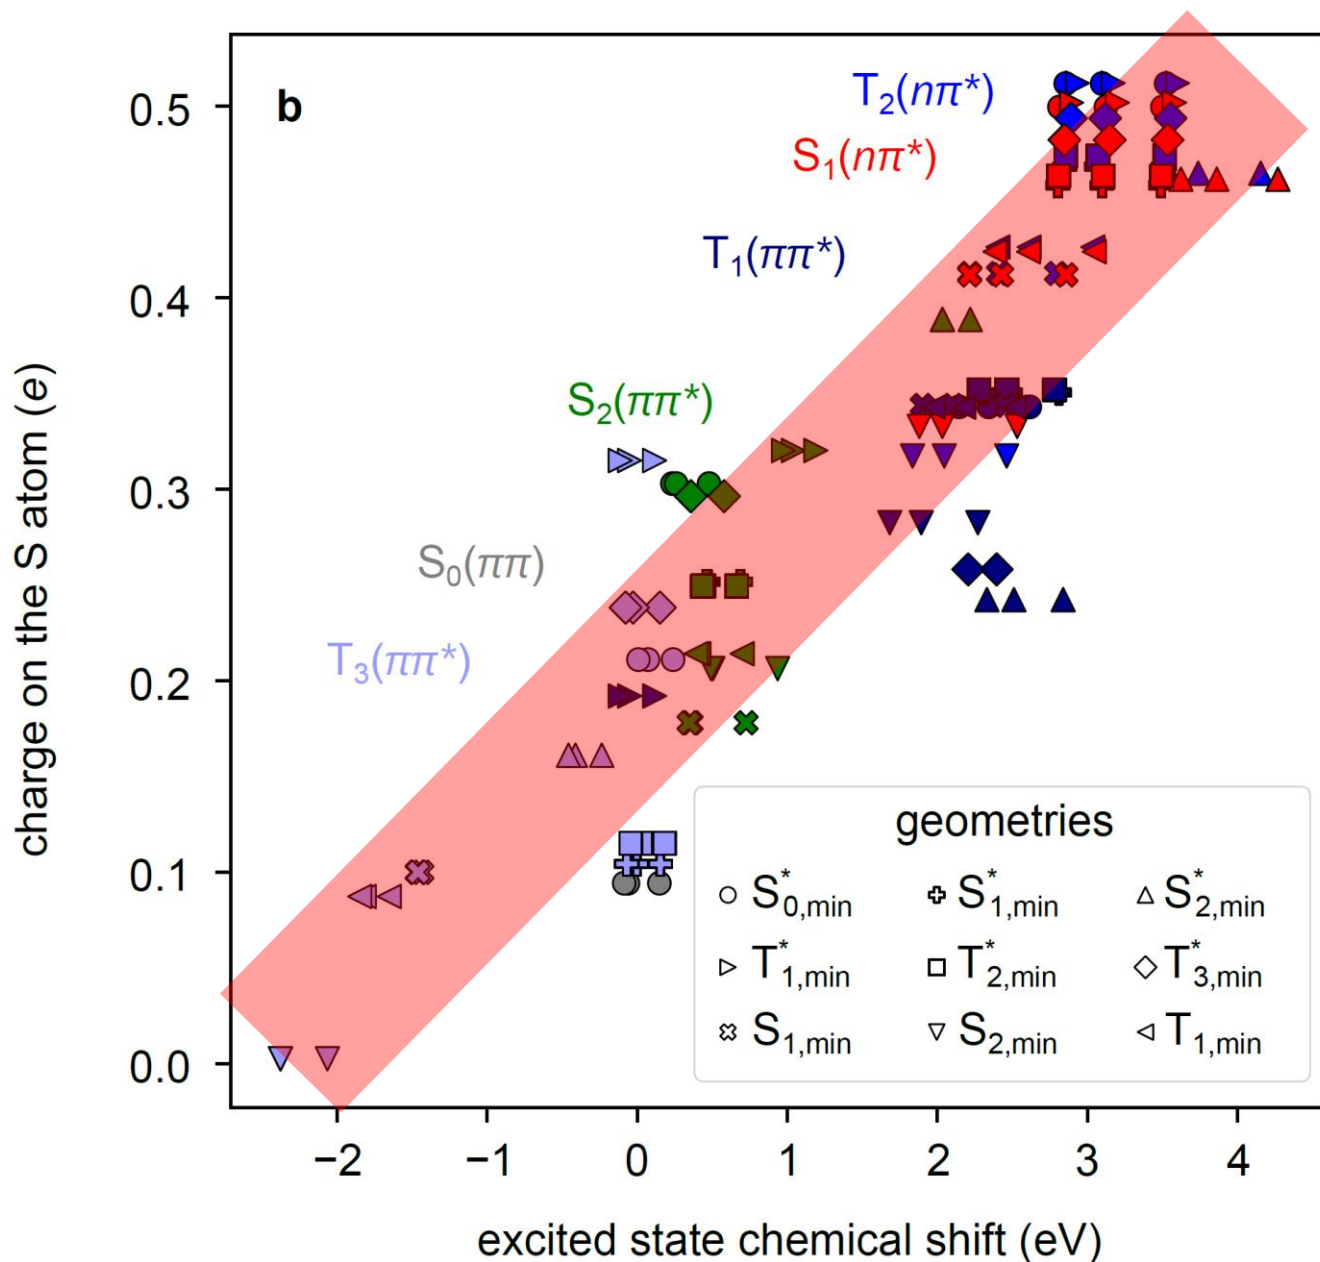 b
T2(nπ*)
S1(nπ*)
T1(ππ*)
S2(ππ*)
S0(ππ)
T3(ππ*)
charge on the S atom (e)
0.5
0.4
0.3
0.2
0.1
0.0
geometries
S*0,min S*1,min S*2,min
T*1,min T*2,min T*3,min
S1,min S2,min T1,min
−2 −1 0 1 2 3 4
excited state chemical shift (eV)